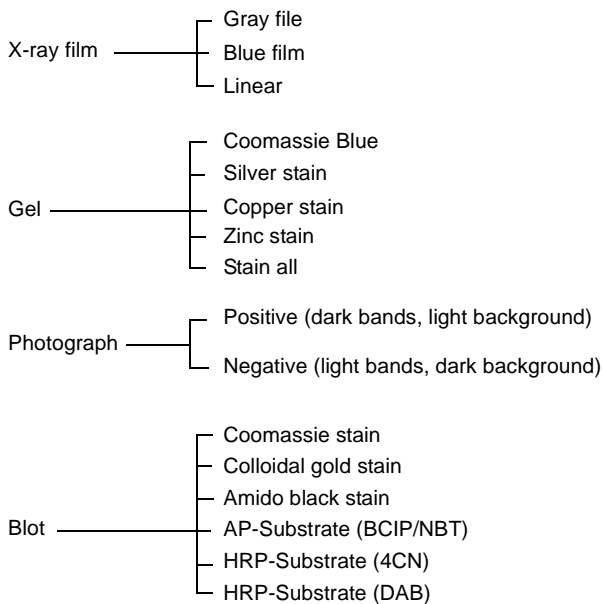 X-ray film
Gray file
Blue film
Linear
Gel
Coomassie Blue
Silver stain
Copper stain
Zinc stain
Stain all
Photograph
Positive (dark bands, light background)
Negative (light bands, dark background)
Blot
Coomassie stain
Colloidal gold stain
Amido black stain
AP-Substrate (BCIP/NBT)
HRP-Substrate (4CN)
HRP-Substrate (DAB)